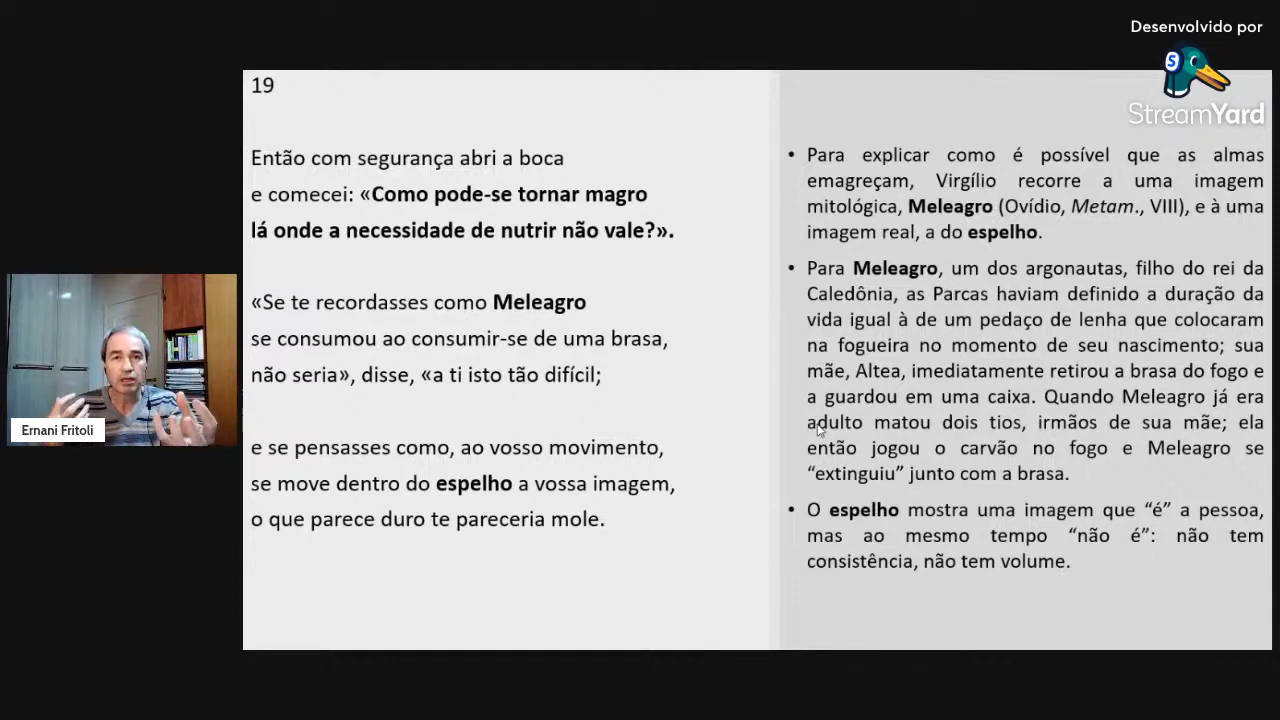 Desenvolvido por
StreamYard
19
Então com segurança abri a boca
e comecei: «Como pode-se tornar magro
lá onde a necessidade de nutrir não vale?».
«Se te recordasses como Meleagro
se consumou ao consumir-se de uma brasa,
não seria», disse, «a ti isto tão difícil;
e se pensasses como, ao vosso movimento,
se move dentro do espelho a vossa imagem,
o que parece duro te pareceria mole.
• Para explicar como é possível que as almas
emagreçam, Virgílio recorre a uma imagem
mitológica, Meleagro (Ovídio, Metam., VIII), e à uma
imagem real, a do espelho.
• Para Meleagro, um dos argonautas, filho do rei da
Caledônia, as Parcas haviam definido a duração da
vida igual à de um pedaço de lenha que colocaram
na fogueira no momento de seu nascimento; sua
mãe, Altea, imediatamente retirou a brasa do fogo e
a guardou em uma caixa. Quando Meleagro já era
adulto matou dois tios, irmãos de sua mãe; ela
então jogou o carvão no fogo e Meleagro se
“extinguiu” junto com a brasa.
• O espelho mostra uma imagem que “é” a pessoa,
mas ao mesmo tempo “não é”: não tem
consistência, não tem volume.
Ernani Fritoli